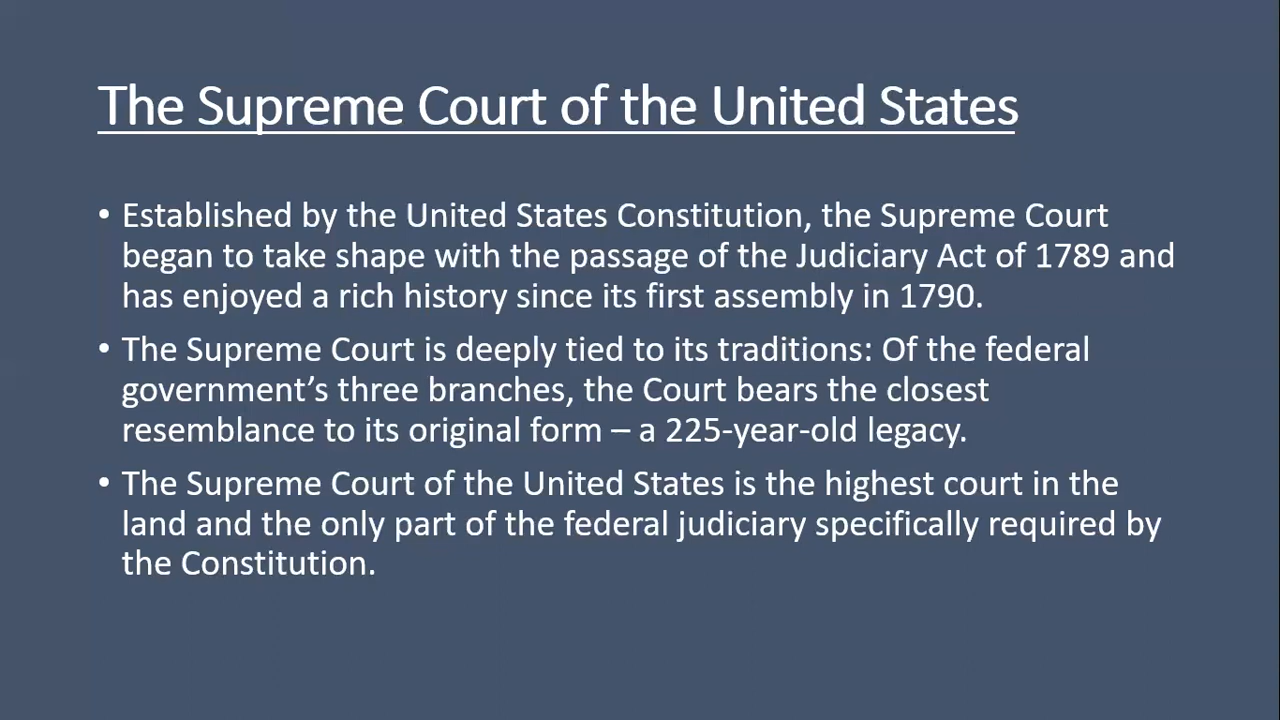 The Supreme Court of the United States
• Established by the United States Constitution, the Supreme Court
began to take shape with the passage of the Judiciary Act of 1789 and
has enjoyed a rich history since its first assembly in 1790.
• The Supreme Court is deeply tied to its traditions: Of the federal
government’s three branches, the Court bears the closest
resemblance to its original form – a 225-year-old legacy.
• The Supreme Court of the United States is the highest court in the
land and the only part of the federal judiciary specifically required by
the Constitution.